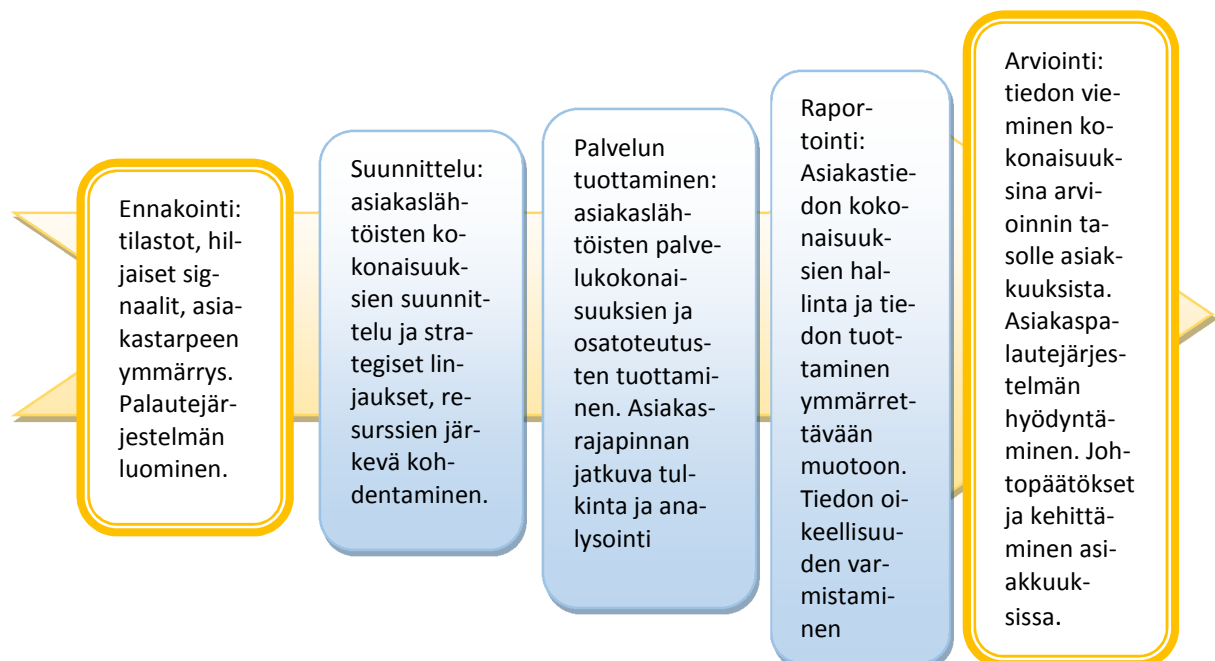 Ennakointi:
tilastot, hil-
jaiset sig-
naalit, asia-
kastarpeen
ymmärrys.
Palautejär-
jestelmän
luominen.
Suunnittelu:
asiakasläh-
töisten ko-
konaisuuk-
sien suunnit-
telu ja stra-
tegiset lin-
jaukset, re-
surssien jär-
kevä koh-
dentaminen.
Palvelun
tuottaminen:
asiakasläh-
töisten palve-
lukokonai-
suuksien ja
osatoteutus-
ten tuottami-
nen. Asiakas-
rajapinnan
jatkuva tul-
kinta ja ana-
lysointi
Rapor-
tointi:
Asiakastie-
don koko-
naisuuk-
sien hal-
linta ja tie-
don tuot-
taminen
ymmärret-
tävään
muotoon.
Tiedon oi-
keellisuu-
den var-
mistami-
nen
Arviointi:
tiedon vie-
minen ko-
konaisuuk-
sina arvi-
oinnin ta-
solle asiak-
kuuksista.
Asiakaspa-
lautejärjes-
telmän
hyödyntä-
minen. Joh-
topäätökset
ja kehittä-
minen asi-
akkuuk-
sissa.